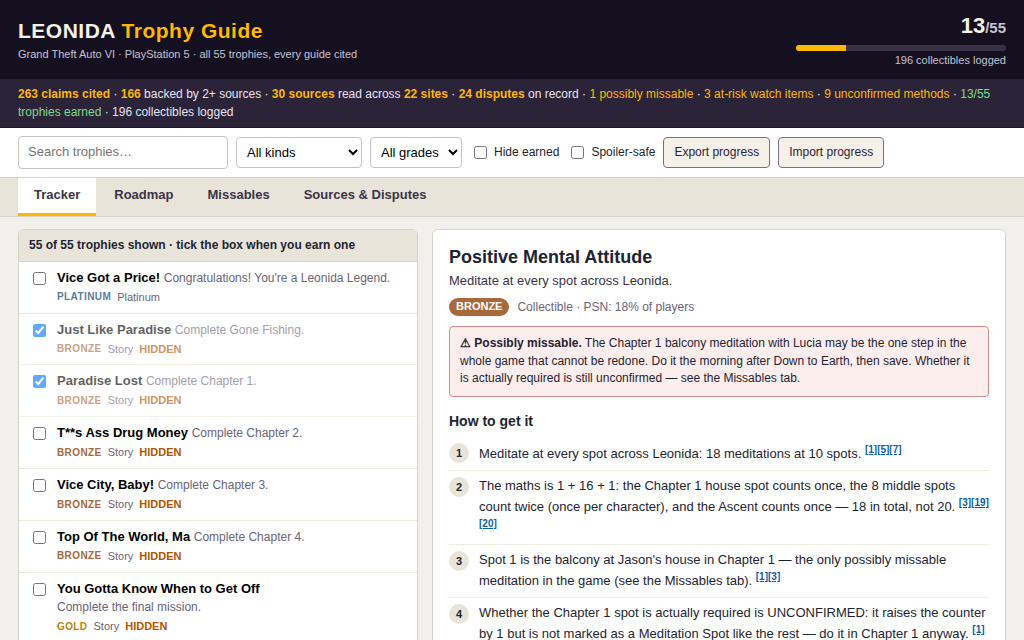 LEONIDA Trophy Guide
Grand Theft Auto VI · PlayStation 5 · all 55 trophies, every guide cited
13/55
196 collectibles logged
263 claims cited · 166 backed by 2+ sources · 30 sources read across 22 sites · 24 disputes on record · 1 possibly missable · 3 at-risk watch items · 9 unconfirmed methods · 13/55
trophies earned · 196 collectibles logged
Search trophies…
All kinds
All grades
Hide earned
Spoiler-safe
Export progress
Import progress
Tracker
Roadmap
Missables
Sources & Disputes
55 of 55 trophies shown · tick the box when you earn one
Vice Got a Price! Congratulations! You're a Leonida Legend.
PLATINUM Platinum
Just Like Paradise Complete Gone Fishing.
BRONZE Story HIDDEN
Paradise Lost Complete Chapter 1.
BRONZE Story HIDDEN
T**s Ass Drug Money Complete Chapter 2.
BRONZE Story HIDDEN
Vice City, Baby! Complete Chapter 3.
BRONZE Story HIDDEN
Top Of The World, Ma Complete Chapter 4.
BRONZE Story HIDDEN
You Gotta Know When to Get Off
Complete the final mission.
GOLD Story HIDDEN
Positive Mental Attitude
Meditate at every spot across Leonida.
BRONZE Collectible · PSN: 18% of players
⚠ Possibly missable. The Chapter 1 balcony meditation with Lucia may be the one step in the
whole game that cannot be redone. Do it the morning after Down to Earth, then save. Whether it
is actually required is still unconfirmed — see the Missables tab.
How to get it
1 Meditate at every spot across Leonida: 18 meditations at 10 spots. [1][5][7]
2 The maths is 1 + 16 + 1: the Chapter 1 house spot counts once, the 8 middle spots
count twice (once per character), and the Ascent counts once — 18 in total, not 20. [3][19]
[20]
3 Spot 1 is the balcony at Jason's house in Chapter 1 — the only possibly missable
meditation in the game (see the Missables tab). [1][3]
4 Whether the Chapter 1 spot is actually required is UNCONFIRMED: it raises the counter
by 1 but is not marked as a Meditation Spot like the rest — do it in Chapter 1 anyway. [1]